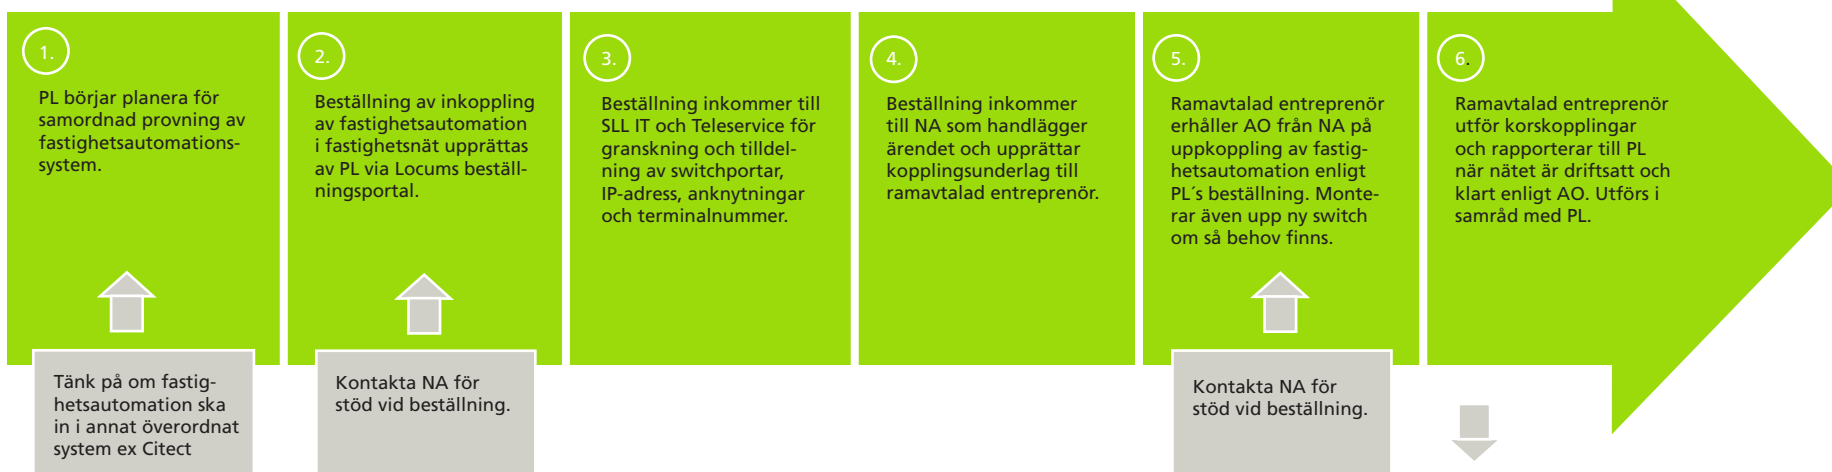 1.
PL börjar planera för
samordnad provning av
fastighetsautomations-
system.
2.
Beställning av inkoppling
av fastighetsautomation
i fastighetsnät upprättas
av PL via Locums beställ-
ningsportal.
3.
Beställning inkommer till
SLL IT och Teleservice för
granskning och tilldel-
ning av switchportar,
IP-adress, anknytningar
och terminalnummer.
4.
Beställning inkommer
till NA som handlägger
ärendet och upprättar
kopplingsunderlag till
ramavtalad entreprenör.
5.
Ramavtalad entreprenör
erhåller AO från NA på
uppkoppling av fastig-
hetsautomation enligt
PL´s beställning. Monte-
rar även upp ny switch
om så behov finns.
6.
Ramavtalad entreprenör
utför korskopplingar
och rapporterar till PL
när nätet är driftsatt och
klart enligt AO. Utförs i
samråd med PL.
Tänk på om fastig-
hetsautomation ska
in i annat överordnat
system ex Citect
Kontakta NA för
stöd vid beställning.
Kontakta NA för
stöd vid beställning.